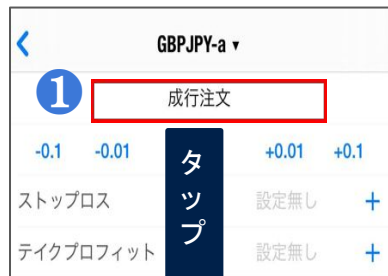 GBPJPY-a ▾
1
成行注文
-0.1 -0.01 +0.01 +0.1
タップ
ストップロス 設定無し +
テイクプロフィット 設定無し +